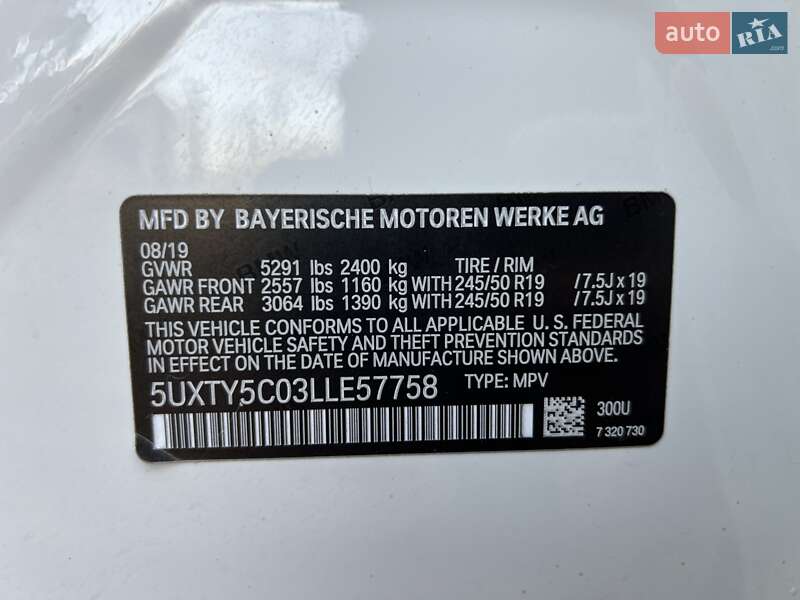 auto RIA.com
MFD BY BAYERISCHE MOTOREN WERKE AG
08/19
GVWR 5291 lbs 2400 kg TIRE / RIM
GAWR FRONT 2557 lbs 1160 kg WITH 245/50 R19 / 7.5J x 19
GAWR REAR 3064 lbs 1390 kg WITH 245/50 R19 / 7.5J x 19
THIS VEHICLE CONFORMS TO ALL APPLICABLE U. S. FEDERAL
MOTOR VEHICLE SAFETY AND THEFT PREVENTION STANDARDS
IN EFFECT ON THE DATE OF MANUFACTURE SHOWN ABOVE.
5UXTY5C03LLE57758 TYPE: MPV
300U
7 320 730